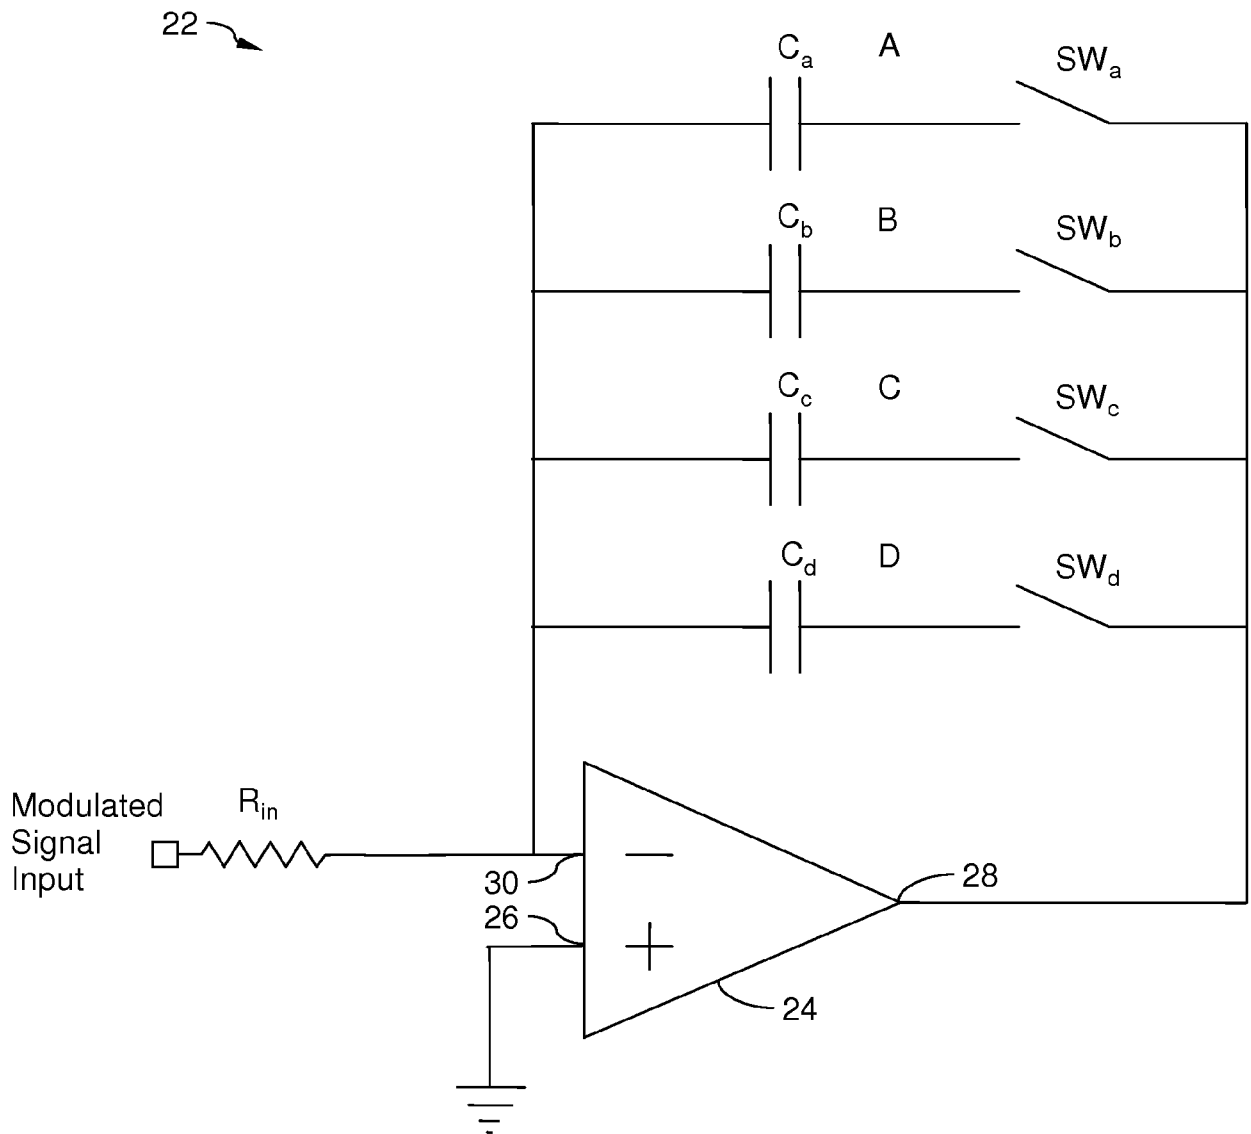 22
Ca A SWa
Cb B SWb
Cc C SWc
Cd D SWd
Modulated
Signal
Input
Rin
30
26
28
24